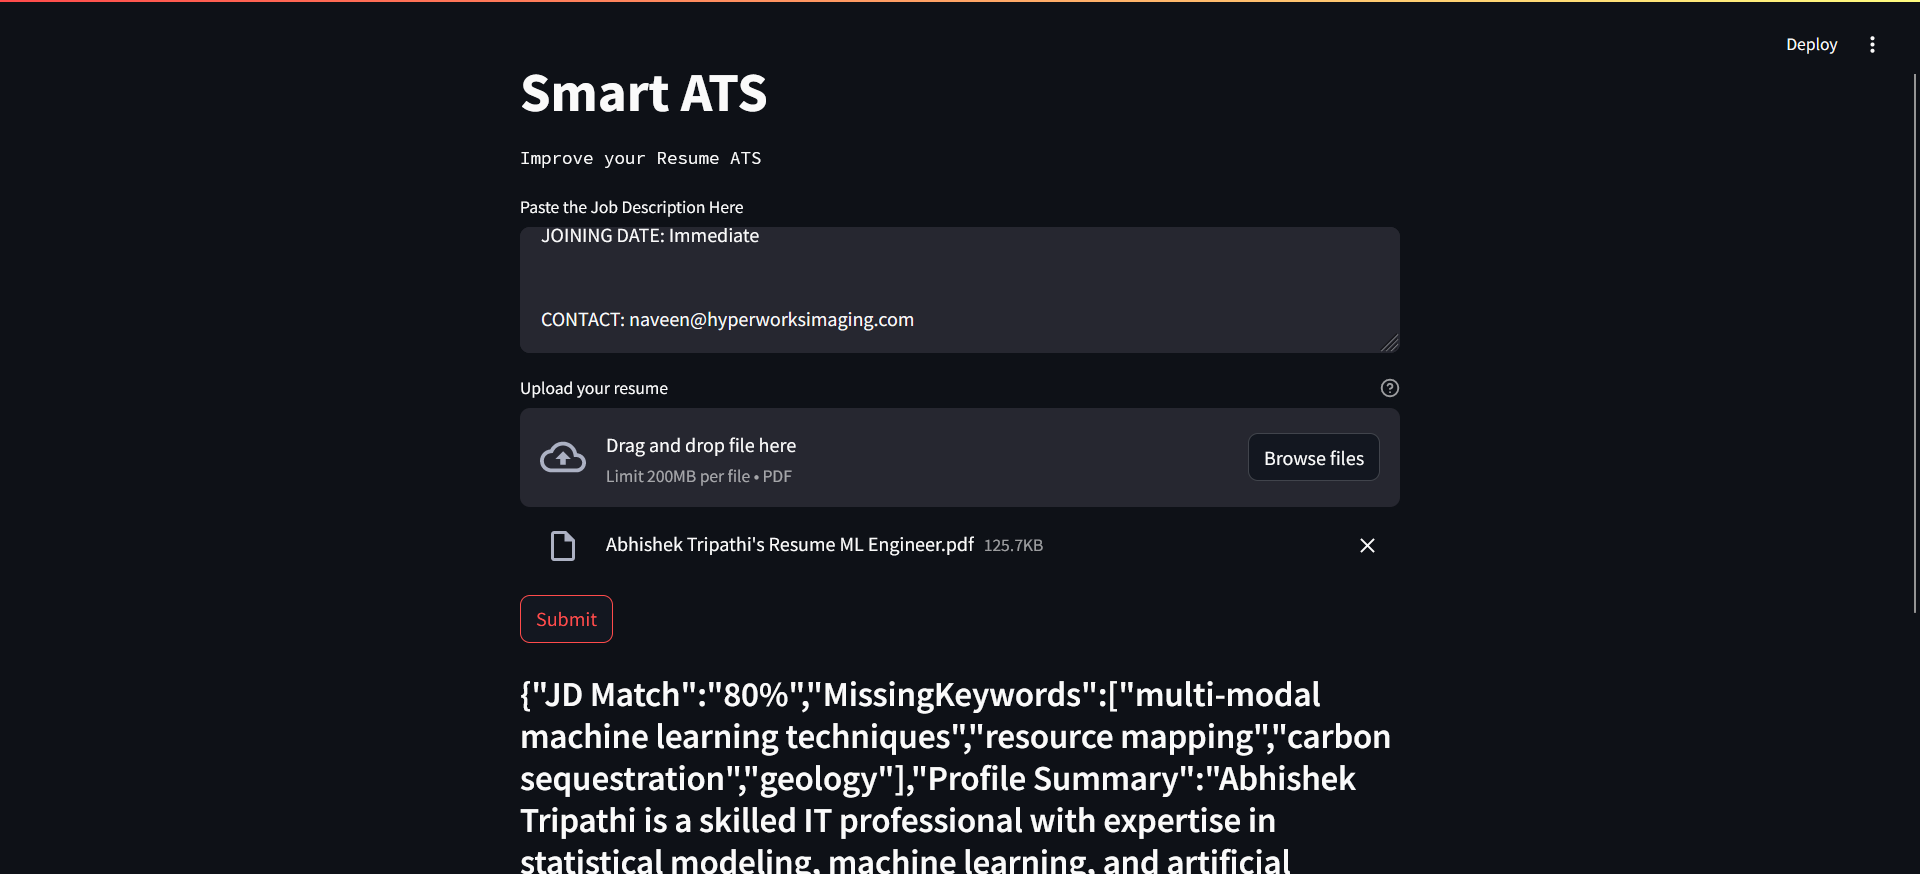 Deploy
Smart ATS
Improve your Resume ATS
Paste the Job Description Here
JOINING DATE: Immediate
CONTACT: naveen@hyperworksimaging.com
Upload your resume
Drag and drop file here
Limit 200MB per file • PDF
Browse files
Abhishek Tripathi's Resume ML Engineer.pdf 125.7KB
Submit
{"JD Match":"80%","MissingKeywords":["multi-modal
machine learning techniques","resource mapping","carbon
sequestration","geology"],"Profile Summary":"Abhishek
Tripathi is a skilled IT professional with expertise in
statistical modeling, machine learning, and artificial